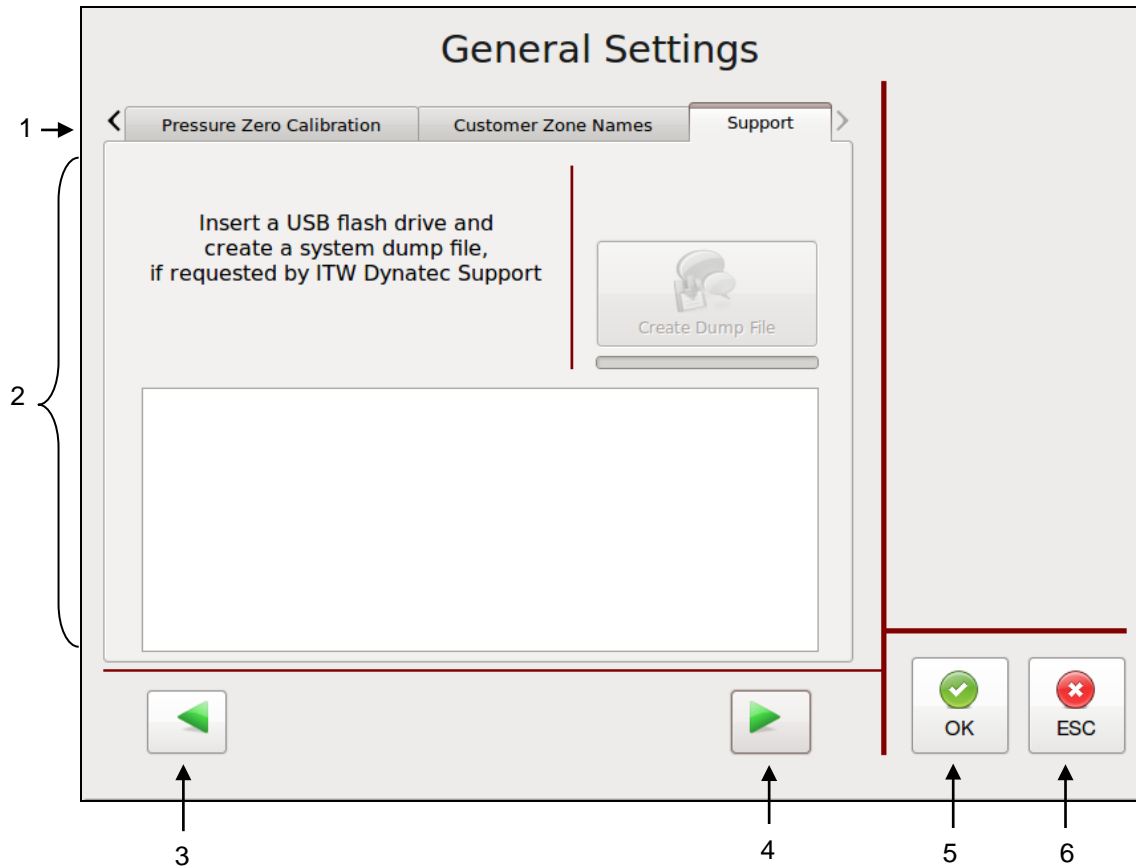 General Settings
1
Pressure Zero Calibration
Customer Zone Names
Support
Insert a USB flash drive and
create a system dump file,
if requested by ITW Dynatec Support
Create Dump File
2
OK
ESC
3
4
5
6